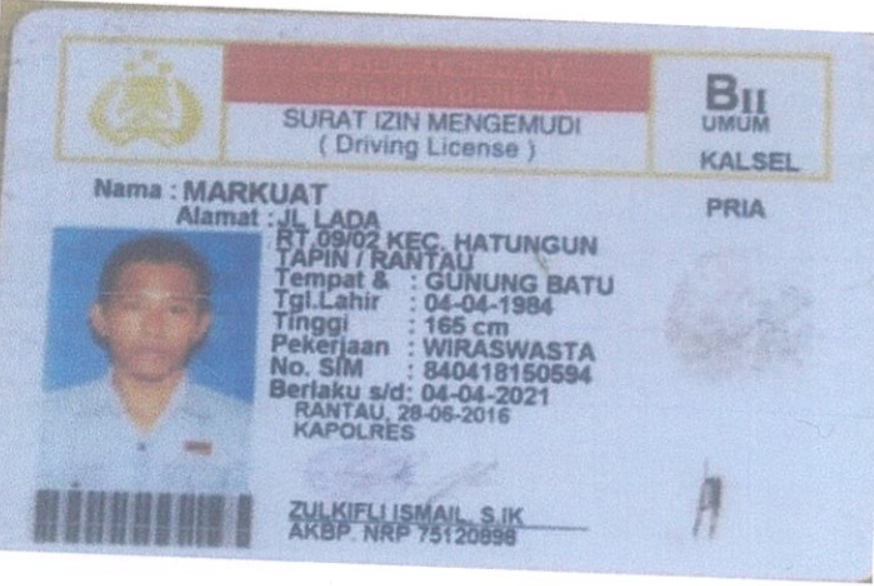 SURAT IZIN MENGEMUDI
( Driving License )
BII
UMUM
KALSEL
Nama : MARKUAT
PRIA
Alamat : JL LADA
RT.09/02 KEC. HATUNGUN
TAPIN / RANTAU
Tempat & : GUNUNG BATU
Tgl.Lahir : 04-04-1984
Tinggi : 165 cm
Pekerjaan : WIRASWASTA
No. SIM : 840418150594
Berlaku s/d: 04-04-2021
RANTAU, 28-06-2016
KAPOLRES
ZULKIFLI ISMAIL, S.IK
AKBP. NRP 75120898